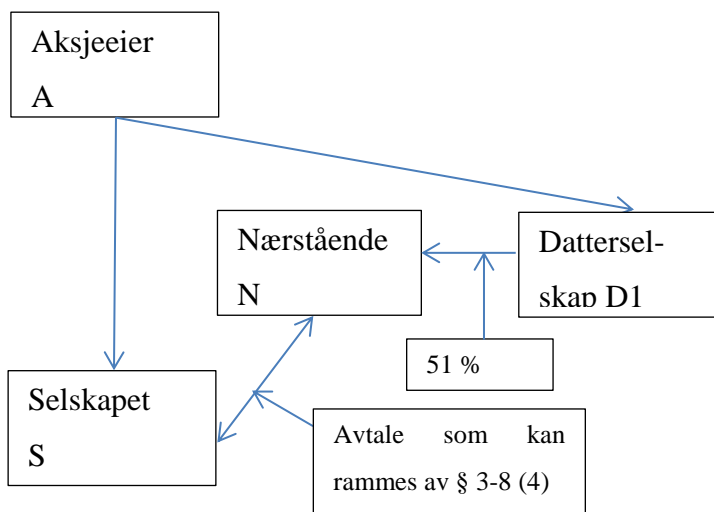 Aksjeeier
A
Nærstående
N
Dattersel-
skap D1
51 %
Selskapet
S
Avtale som kan
rammes av § 3-8 (4)